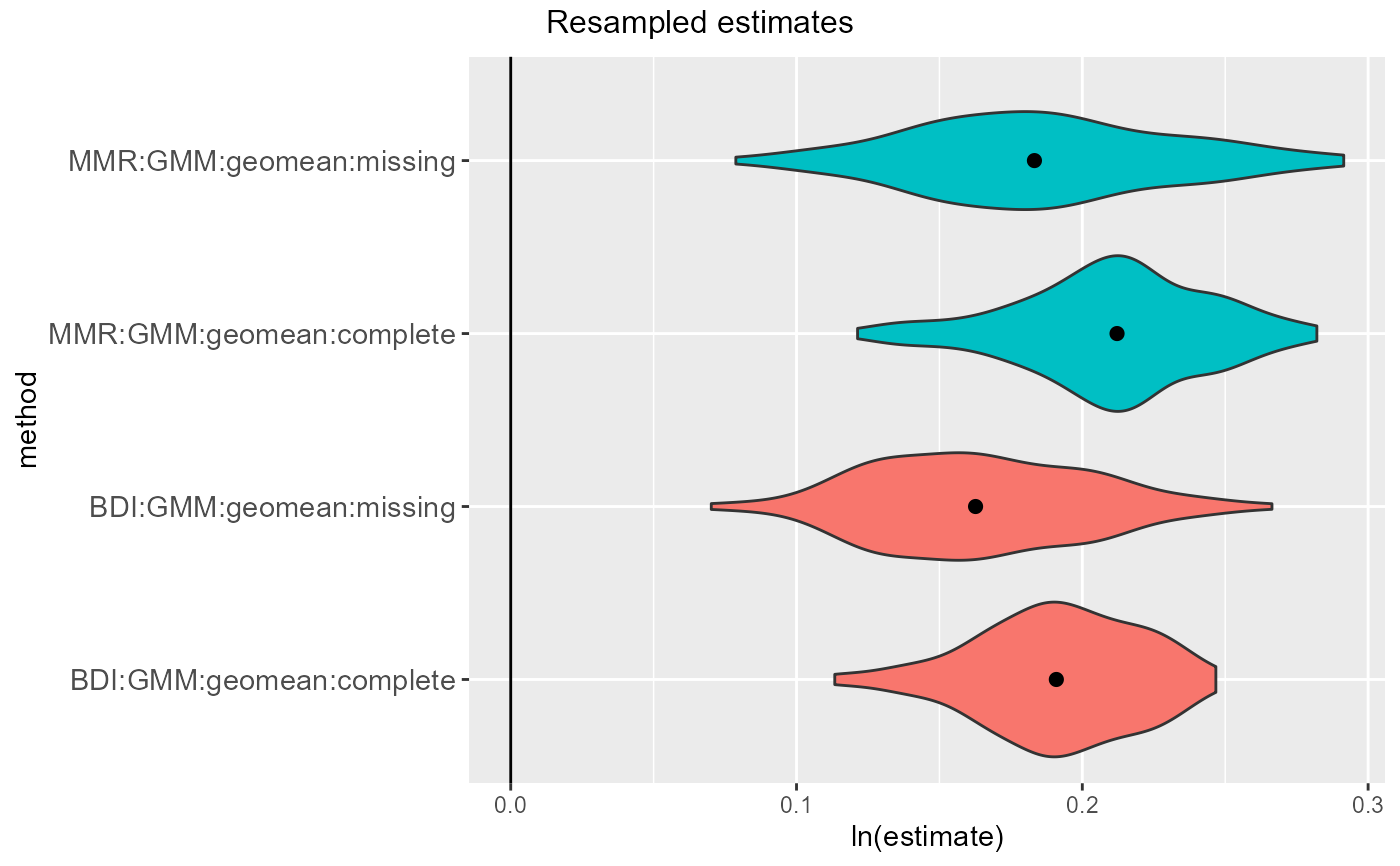 Resampled estimates
method
MMR:GMM:geomean:missing
MMR:GMM:geomean:complete
BDI:GMM:geomean:missing
BDI:GMM:geomean:complete
0.0 0.1 0.2 0.3
ln(estimate)